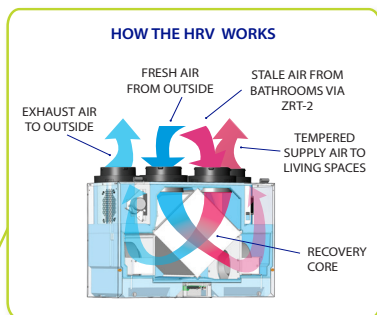 HOW THE HRV WORKS
FRESH AIR
FROM OUTSIDE
STALE AIR FROM
BATHROOMS VIA
ZRT-2
EXHAUST AIR
TO OUTSIDE
TEMPERED
SUPPLY AIR TO
LIVING SPACES
RECOVERY
CORE